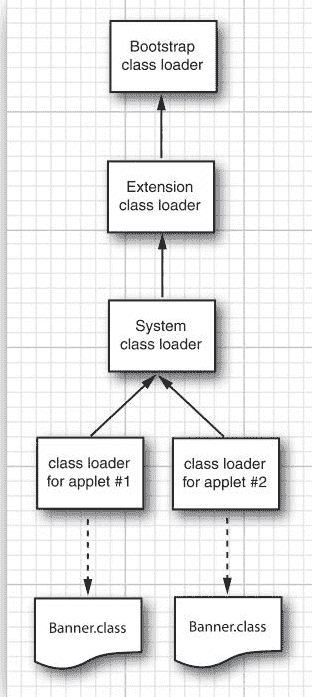 Bootstrap
class loader
Extension
class loader
System
class loader
class loader
for applet #1
class loader
for applet #2
Banner.class
Banner.class